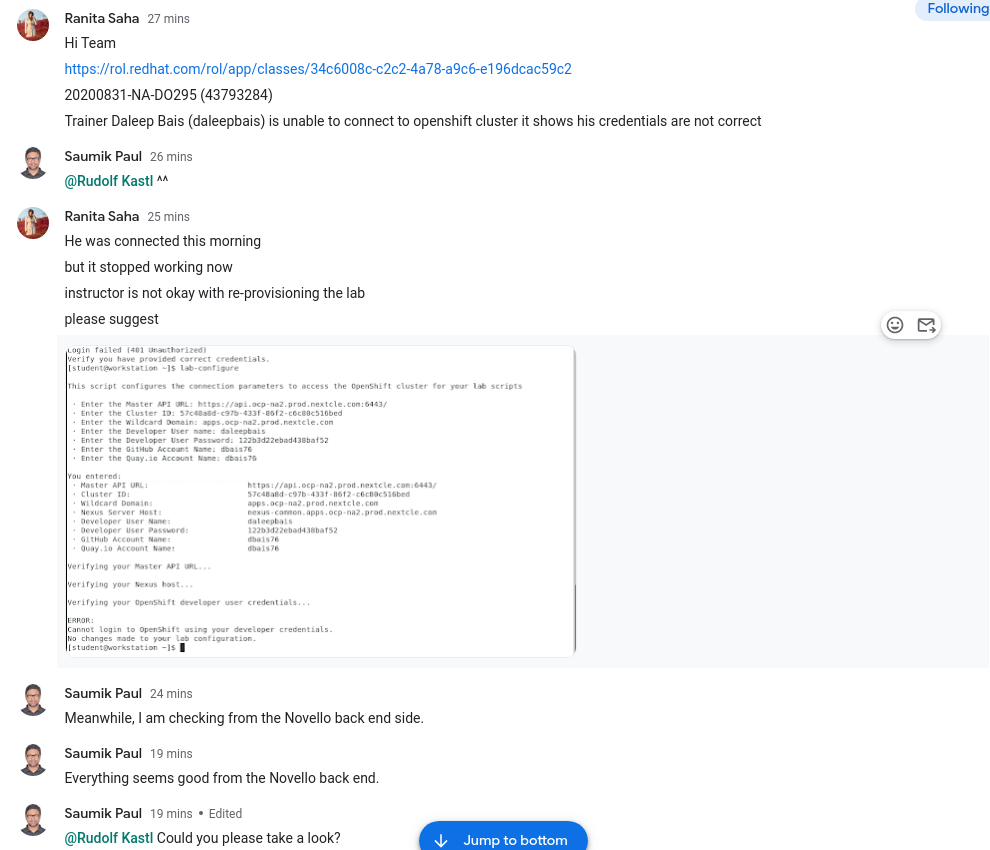 Following
Ranita Saha 27 mins
Hi Team
https://rol.redhat.com/rol/app/classes/34c6008c-c2c2-4a78-a9c6-e196dcac59c2
20200831-NA-DO295 (43793284)
Trainer Daleep Bais (daleepbais) is unable to connect to openshift cluster it shows his credentials are not correct
Saumik Paul 26 mins
@Rudolf Kastl ^^
Ranita Saha 25 mins
He was connected this morning
but it stopped working now
instructor is not okay with re-provisioning the lab
please suggest
Login failed (401 Unauthorized)
Verify you have provided correct credentials.
[student@workstation ~]$ lab-configure
This script configures the connection parameters to access the OpenShift cluster for your lab scripts
· Enter the Master API URL: https://api.ocp-na2.prod.nextcle.com:6443/
· Enter the Cluster ID: 57c48a8d-c97b-433f-86f2-c6c80c516bed
· Enter the Wildcard Domain: apps.ocp-na2.prod.nextcle.com
· Enter the Developer User name: daleepbais
· Enter the Developer User Password: 122b3d22ebad438baf52
· Enter the GitHub Account Name: dbais76
· Enter the Quay.io Account Name: dbais76
You entered:
· Master API URL: https://api.ocp-na2.prod.nextcle.com:6443/
· Cluster ID: 57c48a8d-c97b-433f-86f2-c6c80c516bed
· Wildcard Domain: apps.ocp-na2.prod.nextcle.com
· Nexus Server Host: nexus-common.apps.ocp-na2.prod.nextcle.com
· Developer User Name: daleepbais
· Developer User Password: 122b3d22ebad438baf52
· GitHub Account Name: dbais76
· Quay.io Account Name: dbais76
Verifying your Master API URL...
Verifying your Nexus host...
Verifying your OpenShift developer user credentials...
ERROR:
Cannot login to OpenShift using your developer credentials.
No changes made to your lab configuration.
[student@workstation ~]$
Saumik Paul 24 mins
Meanwhile, I am checking from the Novello back end side.
Saumik Paul 19 mins
Everything seems good from the Novello back end.
Saumik Paul 19 mins • Edited
@Rudolf Kastl Could you please take a look?
Jump to bottom